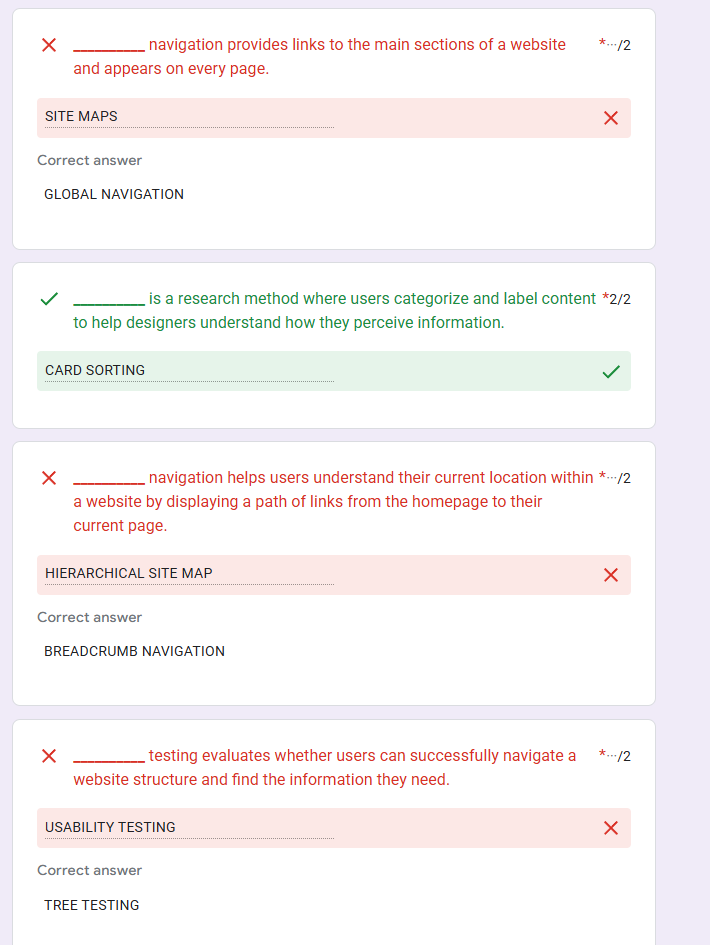 __________ navigation provides links to the main sections of a website
*···/2
and appears on every page.
SITE MAPS
Correct answer
GLOBAL NAVIGATION
__________ is a research method where users categorize and label content
*2/2
to help designers understand how they perceive information.
CARD SORTING
__________ navigation helps users understand their current location within
*···/2
a website by displaying a path of links from the homepage to their
current page.
HIERARCHICAL SITE MAP
Correct answer
BREADCRUMB NAVIGATION
__________ testing evaluates whether users can successfully navigate a
*···/2
website structure and find the information they need.
USABILITY TESTING
Correct answer
TREE TESTING